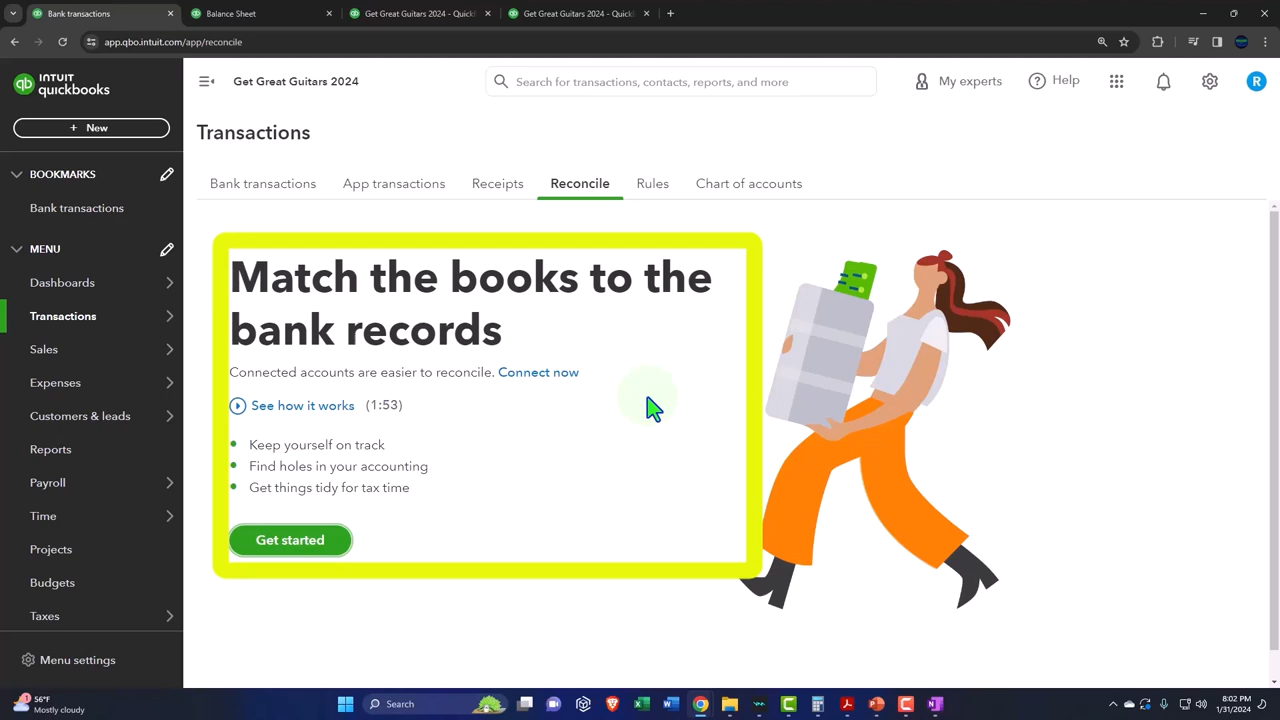 Bank transactions
Balance Sheet
Get Great Guitars 2024 - QuickB
Get Great Guitars 2024 - QuickB
app.qbo.intuit.com/app/reconcile
INTUIT
quickbooks
Get Great Guitars 2024
Search for transactions, contacts, reports, and more
My experts
Help
R
+ New
Transactions
BOOKMARKS
Bank transactions
MENU
Dashboards
Transactions
Sales
Expenses
Customers & leads
Reports
Payroll
Time
Projects
Budgets
Taxes
Menu settings
Bank transactions
App transactions
Receipts
Reconcile
Rules
Chart of accounts
Match the books to the
bank records
Connected accounts are easier to reconcile. Connect now
See how it works (1:53)
Keep yourself on track
Find holes in your accounting
Get things tidy for tax time
Get started
56°F
Mostly cloudy
Search
8:02 PM
1/31/2024